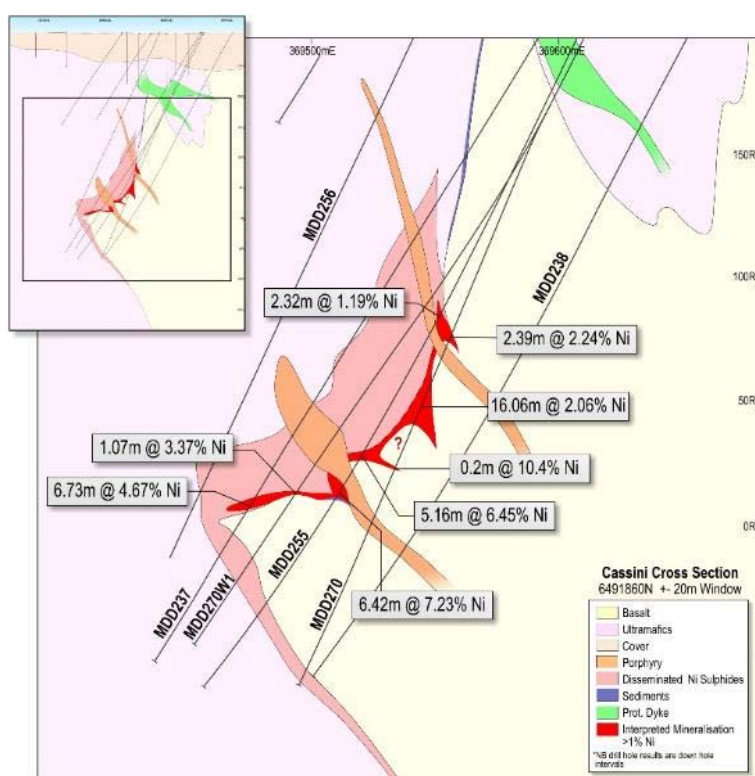 369500mE
369600mE
150R
MDD256
MDD238
100R
2.32m @ 1.19% Ni
2.39m @ 2.24% Ni
50R
16.06m @ 2.06% Ni
?
1.07m @ 3.37% Ni
0.2m @ 10.4% Ni
6.73m @ 4.67% Ni
5.16m @ 6.45% Ni
0R
MDD255
MDD270
MDD237
MDD270W1
6.42m @ 7.23% Ni
Cassini Cross Section
6491860N +- 20m Window
Basalt
Ultramafics
Cover
Porphyry
Disseminated Ni Sulphides
Sediments
Prot. Dyke
Interpreted Mineralisation
>1% Ni
*NB drill hole results are down hole
intervals